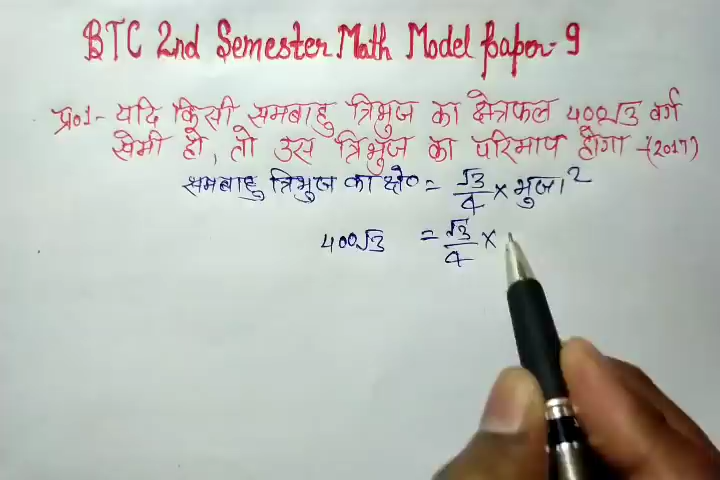 BTC 2nd Semester Math Model Paper-9
प्र०1- यदि किसी समबाहु त्रिभुज का क्षेत्रफल 400√3 वर्ग
सेमी हो, तो उस त्रिभुज का परिमाप होगा -(2017)
समबाहु त्रिभुज का क्षे० = √3/4 × भुजा²
400√3 = √3/4 ×